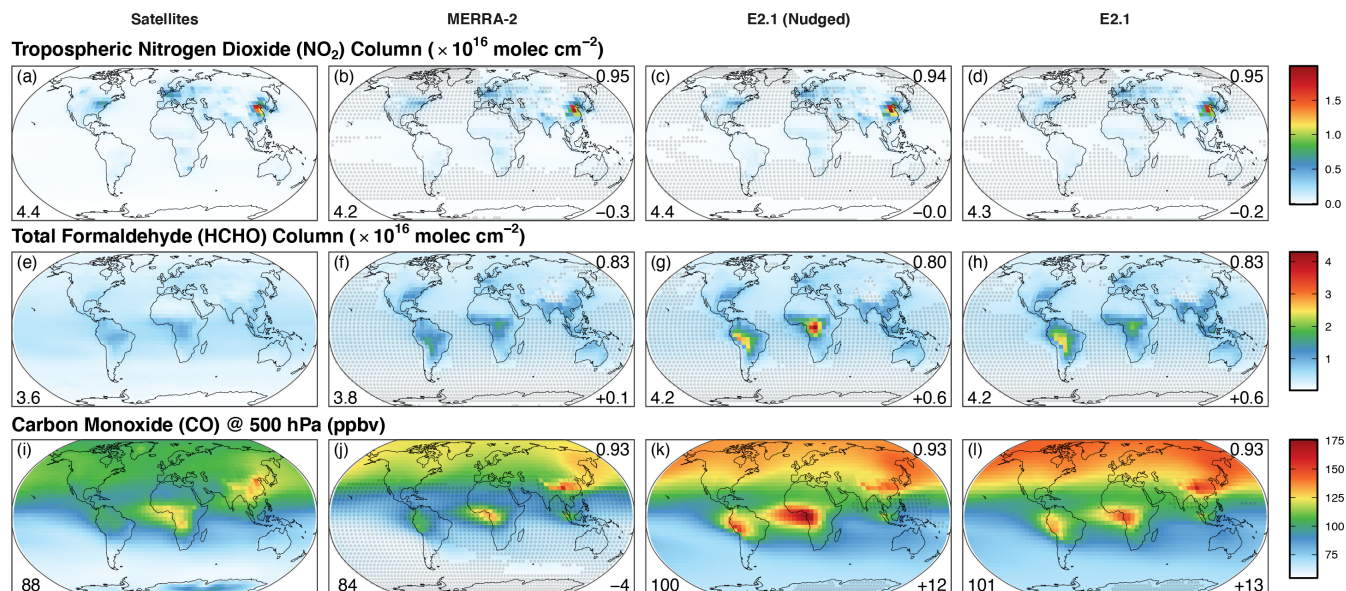 Satellites MERRA-2 E2.1 (Nudged) E2.1
Tropospheric Nitrogen Dioxide (NO₂) Column (×10¹⁶ molec cm⁻²)
(a) (b) 0.95 (c) 0.94 (d) 0.95
1.5
1.0
0.5
0.0
4.4 4.2 −0.3 4.4 −0.0 4.3 −0.2
Total Formaldehyde (HCHO) Column (×10¹⁶ molec cm⁻²)
(e) (f) 0.83 (g) 0.80 (h) 0.83
4
3
2
1
3.6 3.8 +0.1 4.2 +0.6 4.2 +0.6
Carbon Monoxide (CO) @ 500 hPa (ppbv)
(i) (j) 0.93 (k) 0.93 (l) 0.93
175
150
125
100
75
88 84 −4 100 +12 101 +13